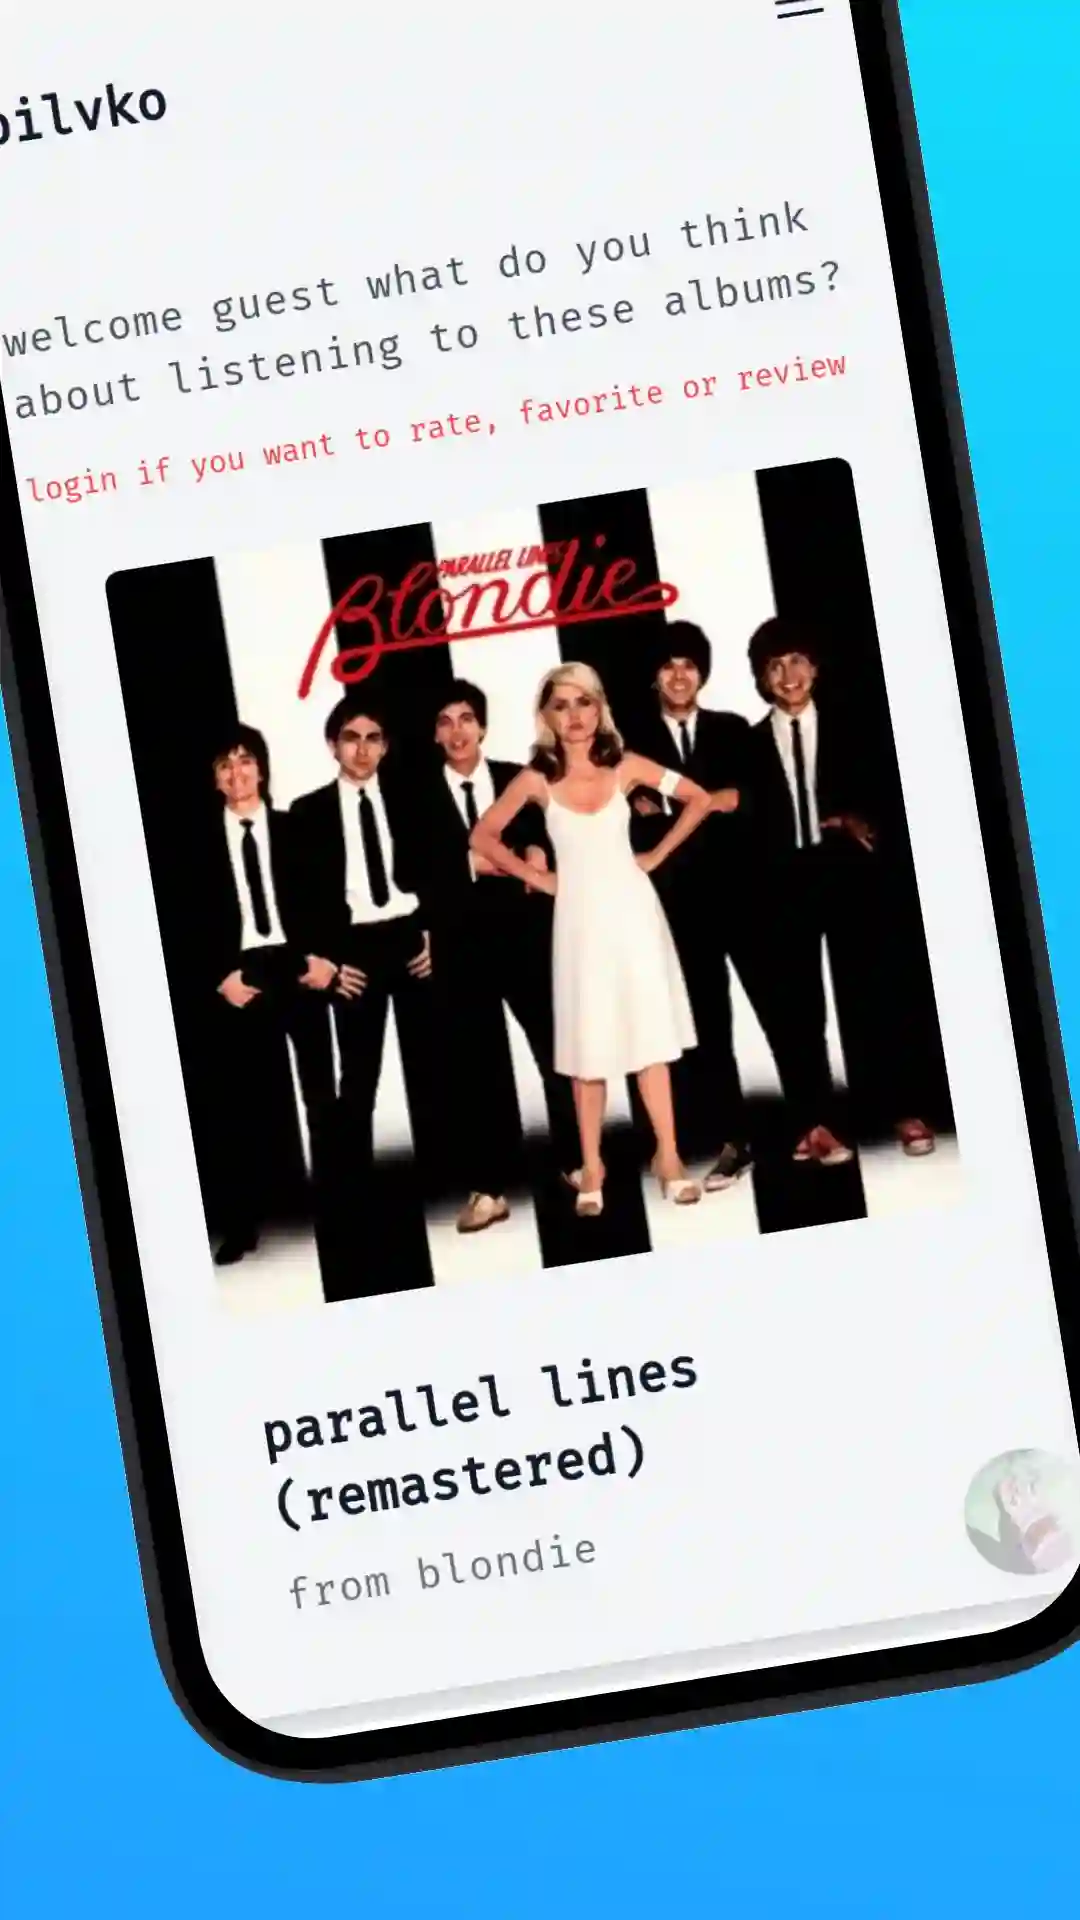 bilvko
welcome guest what do you think
about listening to these albums?
login if you want to rate, favorite or review
PARALLEL LINES
Blondie
parallel lines
(remastered)
from blondie